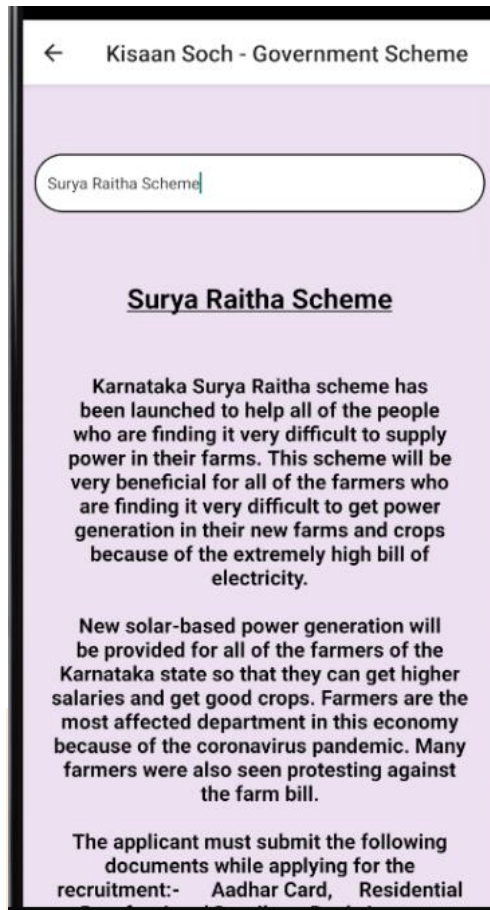 Kisaan Soch - Government Scheme
Surya Raitha Scheme
Surya Raitha Scheme
Karnataka Surya Raitha scheme has
been launched to help all of the people
who are finding it very difficult to supply
power in their farms. This scheme will be
very beneficial for all of the farmers who
are finding it very difficult to get power
generation in their new farms and crops
because of the extremely high bill of
electricity.
New solar-based power generation will
be provided for all of the farmers of the
Karnataka state so that they can get higher
salaries and get good crops. Farmers are the
most affected department in this economy
because of the coronavirus pandemic. Many
farmers were also seen protesting against
the farm bill.
The applicant must submit the following
documents while applying for the
recruitment:- Aadhar Card, Residential